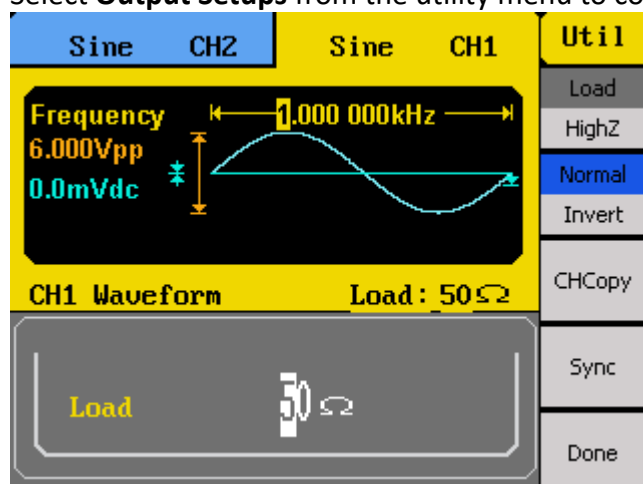 Select Output Setups from the utility menu to co
Sine CH2 Sine CH1 Util
Frequency 1.000 000kHz
6.000Vpp
0.0mVdc
CH1 Waveform Load: 50Ω
Load 50 Ω
Load
HighZ
Normal
Invert
CHCopy
Sync
Done